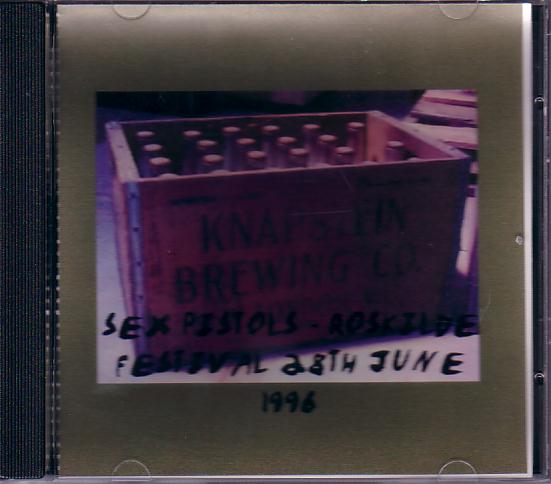 KNAPSTEIN
BREWING CO.
SEX PISTOLS - ROSKILDE
FESTIVAL 28TH JUNE
1996